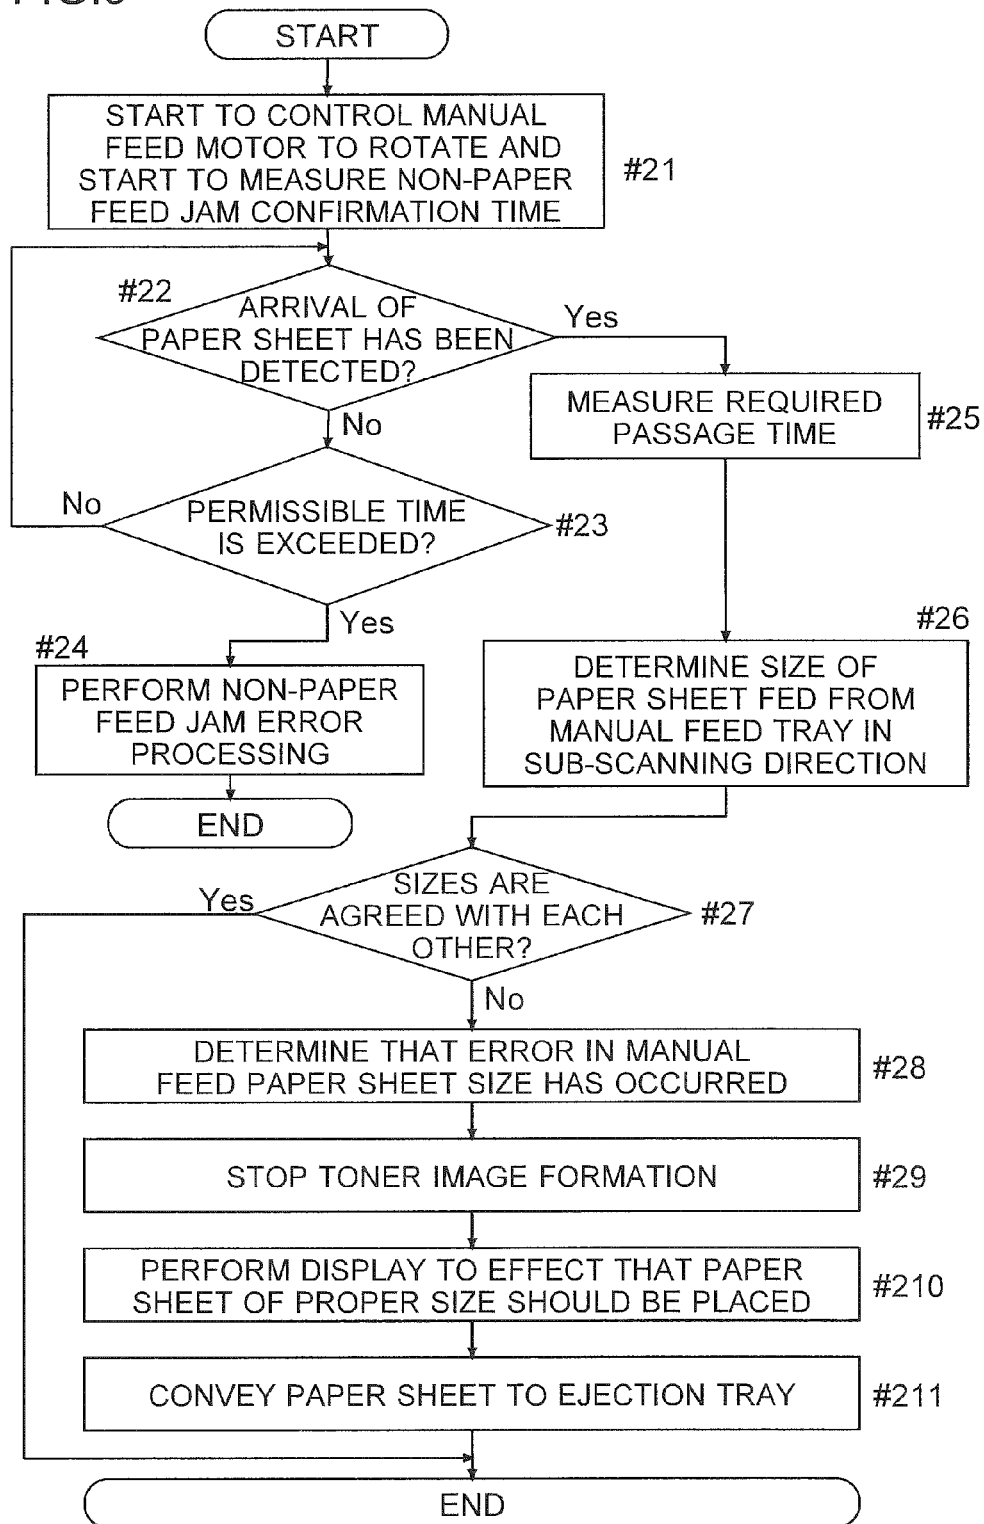 START
START TO CONTROL MANUAL
FEED MOTOR TO ROTATE AND
START TO MEASURE NON-PAPER
FEED JAM CONFIRMATION TIME
#21
#22
ARRIVAL OF
PAPER SHEET HAS BEEN
DETECTED?
Yes
No
MEASURE REQUIRED
PASSAGE TIME
#25
PERMISSIBLE TIME
IS EXCEEDED?
#23
No
Yes
#24
PERFORM NON-PAPER
FEED JAM ERROR
PROCESSING
END
#26
DETERMINE SIZE OF
PAPER SHEET FED FROM
MANUAL FEED TRAY IN
SUB-SCANNING DIRECTION
SIZES ARE
AGREED WITH EACH
OTHER?
#27
Yes
No
DETERMINE THAT ERROR IN MANUAL
FEED PAPER SHEET SIZE HAS OCCURRED
#28
STOP TONER IMAGE FORMATION
#29
PERFORM DISPLAY TO EFFECT THAT PAPER
SHEET OF PROPER SIZE SHOULD BE PLACED
#210
CONVEY PAPER SHEET TO EJECTION TRAY
#211
END